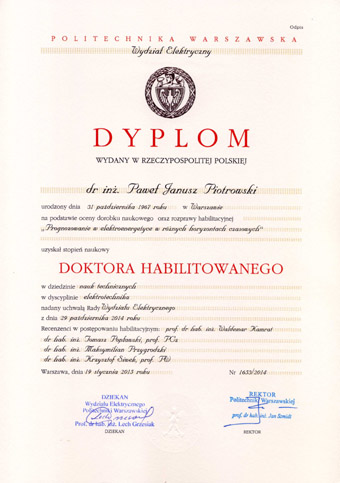 Odpis
POLITECHNIKA WARSZAWSKA
Wydział Elektryczny
DYPLOM
WYDANY W RZECZYPOSPOLITEJ POLSKIEJ
dr inż. Paweł Janusz Piotrowski
urodzony dnia 31 października 1967 roku w Warszawie
na podstawie oceny dorobku naukowego oraz rozprawy habilitacyjnej
„Prognozowanie w elektroenergetyce w różnych horyzontach czasowych"
uzyskał stopień naukowy
DOKTORA HABILITOWANEGO
w dziedzinie nauk technicznych
w dyscyplinie elektrotechnika
nadany uchwałą Rady Wydziału Elektrycznego
z dnia 29 października 2014 roku
Recenzenci w postępowaniu habilitacyjnym: prof. dr hab. inż. Waldemar Kamrat
dr hab. inż. Tomasz Popławski, prof. PCz
dr hab. inż. Maksymilian Przygrodzki
dr hab. inż. Krzysztof Siwek, prof. PW
Warszawa, dnia 19 stycznia 2015 roku Nr 1633/2014
DZIEKAN
Wydziału Elektrycznego
Politechniki Warszawskiej
Prof. dr hab. inż. Lech Grzesiak
DZIEKAN
REKTOR
Politechniki Warszawskiej
prof. dr hab. inż. Jan Szmidt
REKTOR